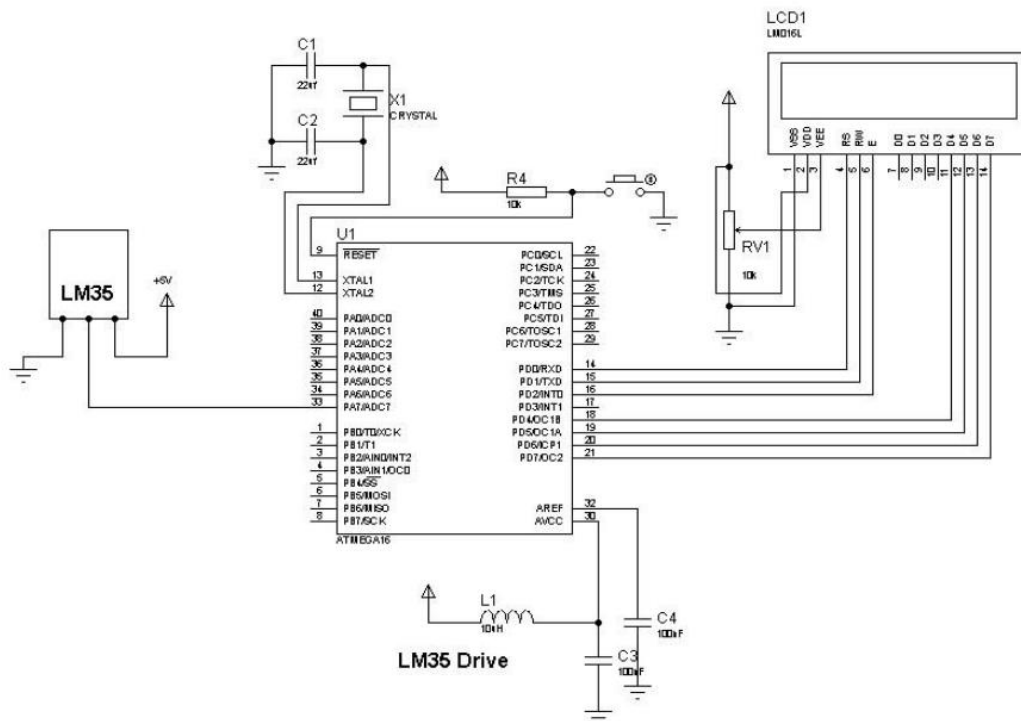 LCD1
LM016L
C1
22nf
X1
CRYSTAL
C2
22nf
VSS VDD VEE RS RW E D0 D1 D2 D3 D4 D5 D6 D7
1 2 3 4 5 6 7 8 9 10 11 12 13 14
R4
10k
RV1
10k
U1
LM35
+5V
9 RESET PC0/SCL 22
PC1/SDA 23
13 XTAL1 PC2/TCK 24
12 XTAL2 PC3/TMS 25
PC4/TDO 26
40 PA0/ADC0 PC5/TDI 27
39 PA1/ADC1 PC6/TOSC1 28
38 PA2/ADC2 PC7/TOSC2 29
37 PA3/ADC3
36 PA4/ADC4 PD0/RXD 14
35 PA5/ADC5 PD1/TXD 15
34 PA6/ADC6 PD2/INT0 16
33 PA7/ADC7 PD3/INT1 17
PD4/OC1B 18
1 PB0/T0/XCK PD5/OC1A 19
2 PB1/T1 PD6/ICP1 20
3 PB2/AIN0/INT2 PD7/OC2 21
4 PB3/AIN1/OC0
5 PB4/SS
6 PB5/MOSI
7 PB6/MISO AREF 32
8 PB7/SCK AVCC 30
ATMEGA16
L1
10uH
C4
100nF
C3
100nF
LM35 Drive